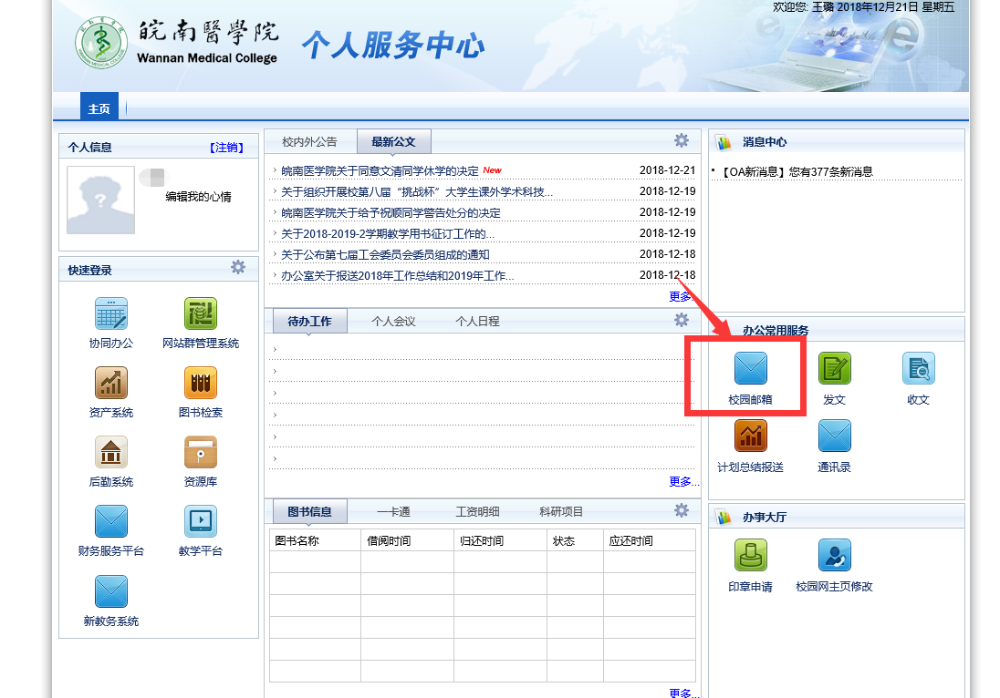 欢迎您: 王璐 2018年12月21日 星期五
皖南醫學院
Wannan Medical College
个人服务中心
主页
个人信息
【注销】
编辑我的心情
快速登录
协同办公
网站群管理系统
资产系统
图书检索
后勤系统
资源库
财务服务平台
教学平台
新教务系统
校内外公告
最新公文
皖南医学院关于同意文清同学休学的决定 New 2018-12-21
关于组织开展校第八届“挑战杯”大学生课外学术科技... 2018-12-19
皖南医学院关于给予祝顺同学警告处分的决定 2018-12-19
关于2018-2019-2学期教学用书征订工作的... 2018-12-19
关于公布第七届工会委员会委员组成的通知 2018-12-18
办公室关于报送2018年工作总结和2019年工作... 2018-12-18
更多...
待办工作
个人会议
个人日程
更多...
图书信息
一卡通
工资明细
科研项目
图书名称 借阅时间 归还时间 状态 应还时间
更多...
消息中心
【OA新消息】您有377条新消息
办公常用服务
校园邮箱
发文
收文
计划总结报送
通讯录
办事大厅
印章申请
校园网主页修改